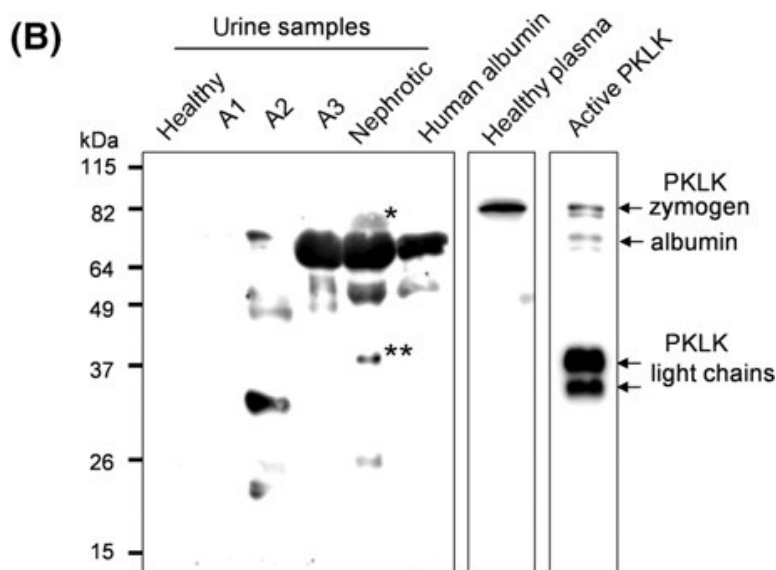 (B)
Urine samples
Healthy
A1
A2
A3
Nephrotic
Human albumin
Healthy plasma
Active PKLK
kDa
115
82
64
49
37
26
15
*
**
PKLK
zymogen
albumin
PKLK
light chains